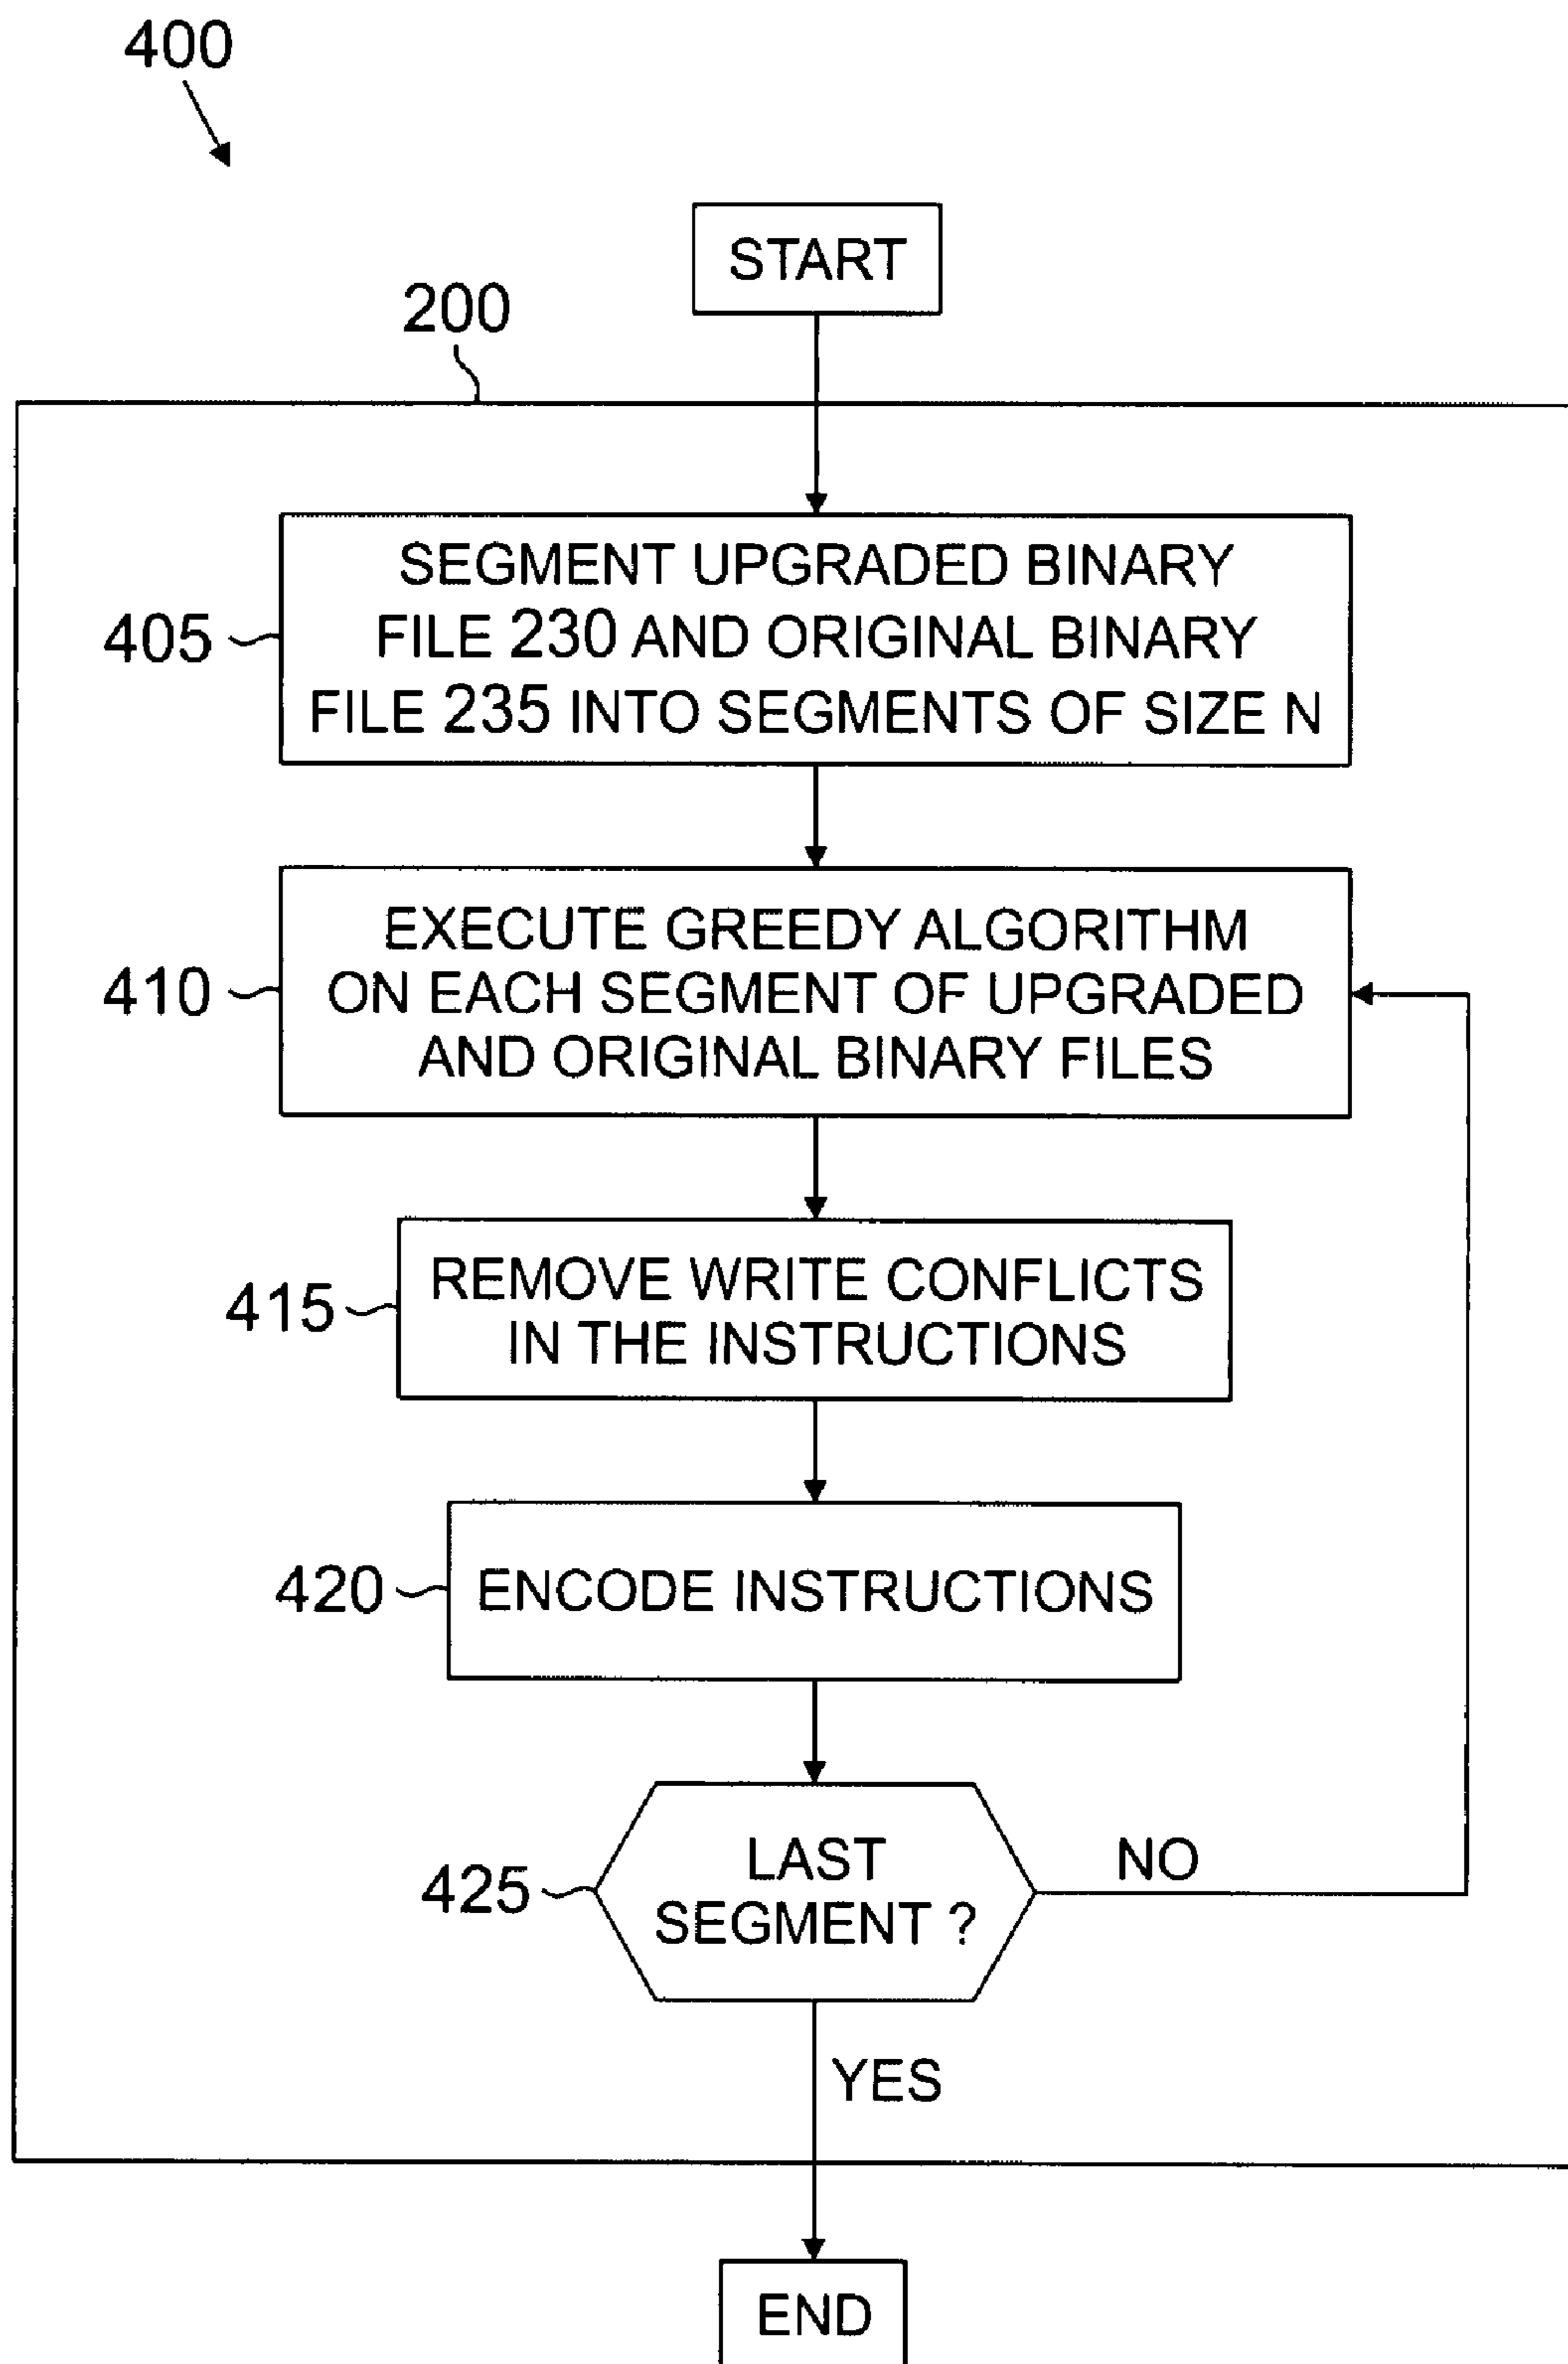 400
START
200
405
SEGMENT UPGRADED BINARY
FILE 230 AND ORIGINAL BINARY
FILE 235 INTO SEGMENTS OF SIZE N
410
EXECUTE GREEDY ALGORITHM
ON EACH SEGMENT OF UPGRADED
AND ORIGINAL BINARY FILES
415
REMOVE WRITE CONFLICTS
IN THE INSTRUCTIONS
420
ENCODE INSTRUCTIONS
425
LAST
SEGMENT ?
NO
YES
END